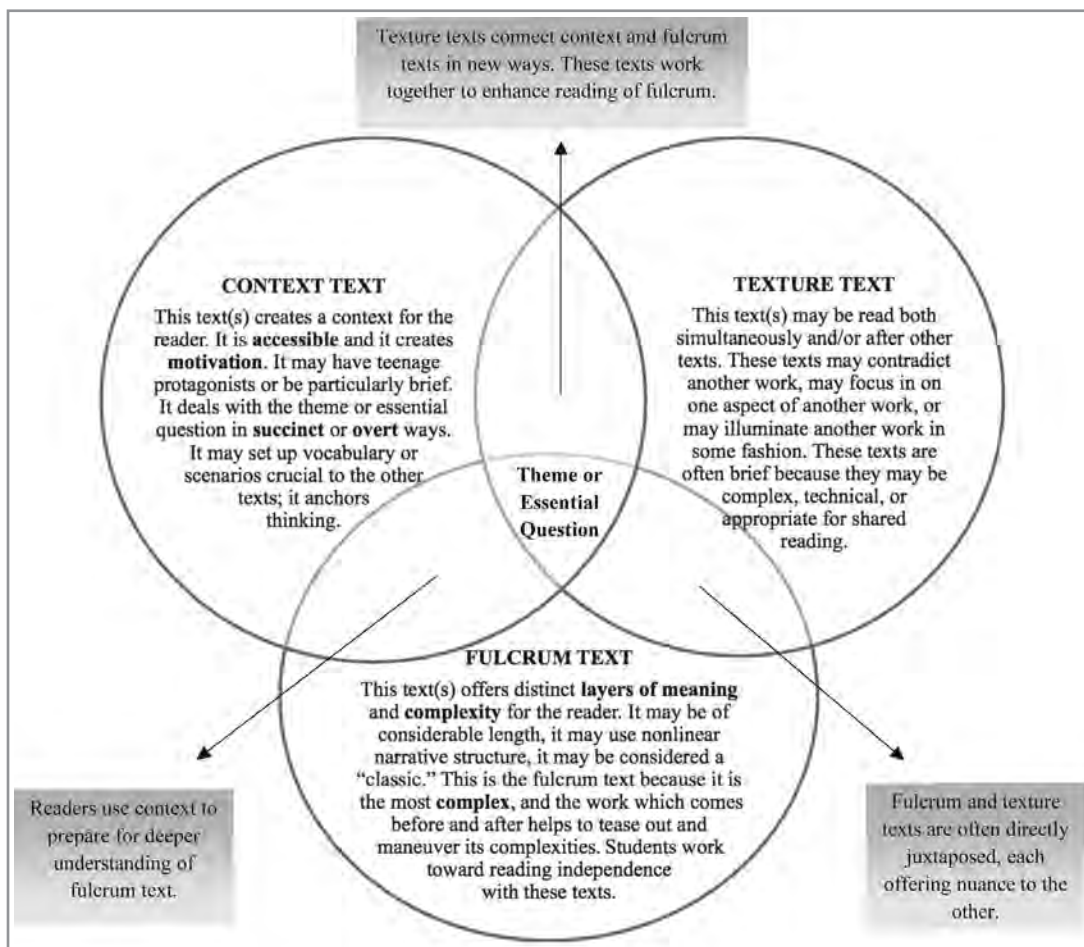 Texture texts connect context and fulcrum
texts in new ways. These texts work
together to enhance reading of fulcrum.
CONTEXT TEXT
This text(s) creates a context for the
reader. It is accessible and it creates
motivation. It may have teenage
protagonists or be particularly brief.
It deals with the theme or essential
question in succinct or overt ways.
It may set up vocabulary or
scenarios crucial to the other
texts; it anchors
thinking.
TEXTURE TEXT
This text(s) may be read both
simultaneously and/or after other
texts. These texts may contradict
another work, may focus in on
one aspect of another work, or
may illuminate another work in
some fashion. These texts are
often brief because they may be
complex, technical, or
appropriate for shared
reading.
Theme or
Essential
Question
FULCRUM TEXT
This text(s) offers distinct layers of meaning
and complexity for the reader. It may be of
considerable length, it may use nonlinear
narrative structure, it may be considered a
“classic.” This is the fulcrum text because it is
the most complex, and the work which comes
before and after helps to tease out and
maneuver its complexities. Students work
toward reading independence
with these texts.
Readers use context to
prepare for deeper
understanding of
fulcrum text.
Fulcrum and texture
texts are often directly
juxtaposed, each
offering nuance to the
other.